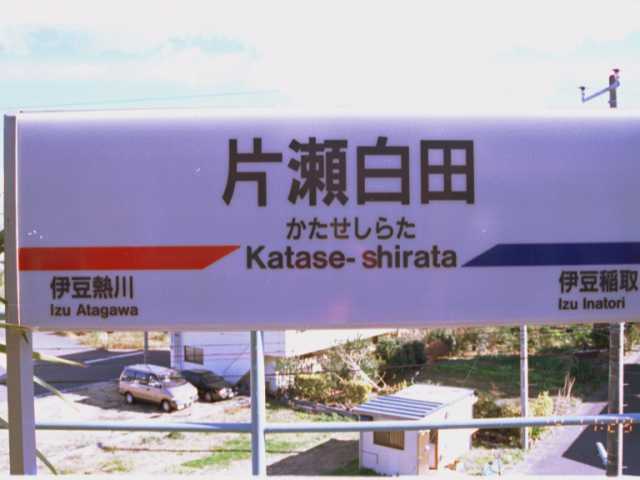 片瀬白田
かたせしらた
Katase-shirata
伊豆熱川
Izu Atagawa
伊豆稲取
Izu Inatori